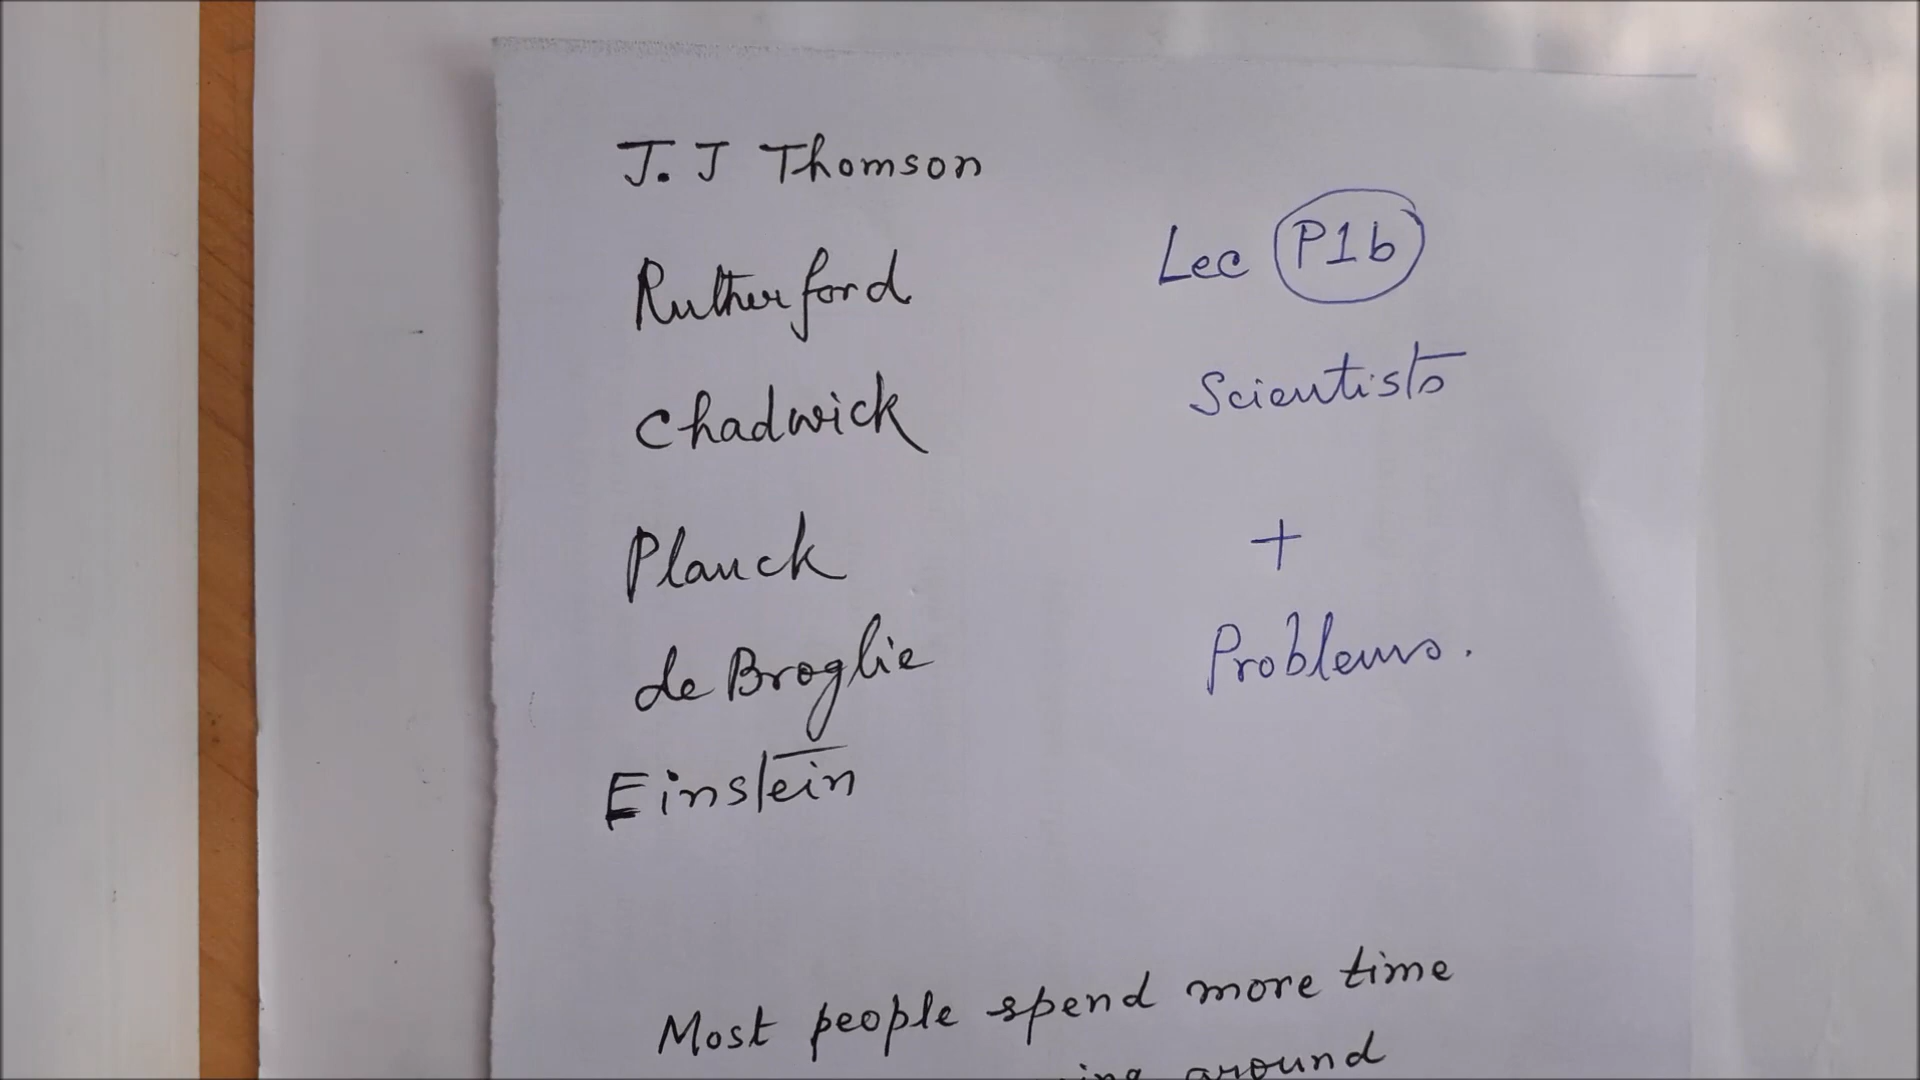 J. J Thomson
Rutherford
Chadwick
Planck
de Broglie
Einstein
Lec P1b
Scientists
+
Problems.
Most people spend more time
around